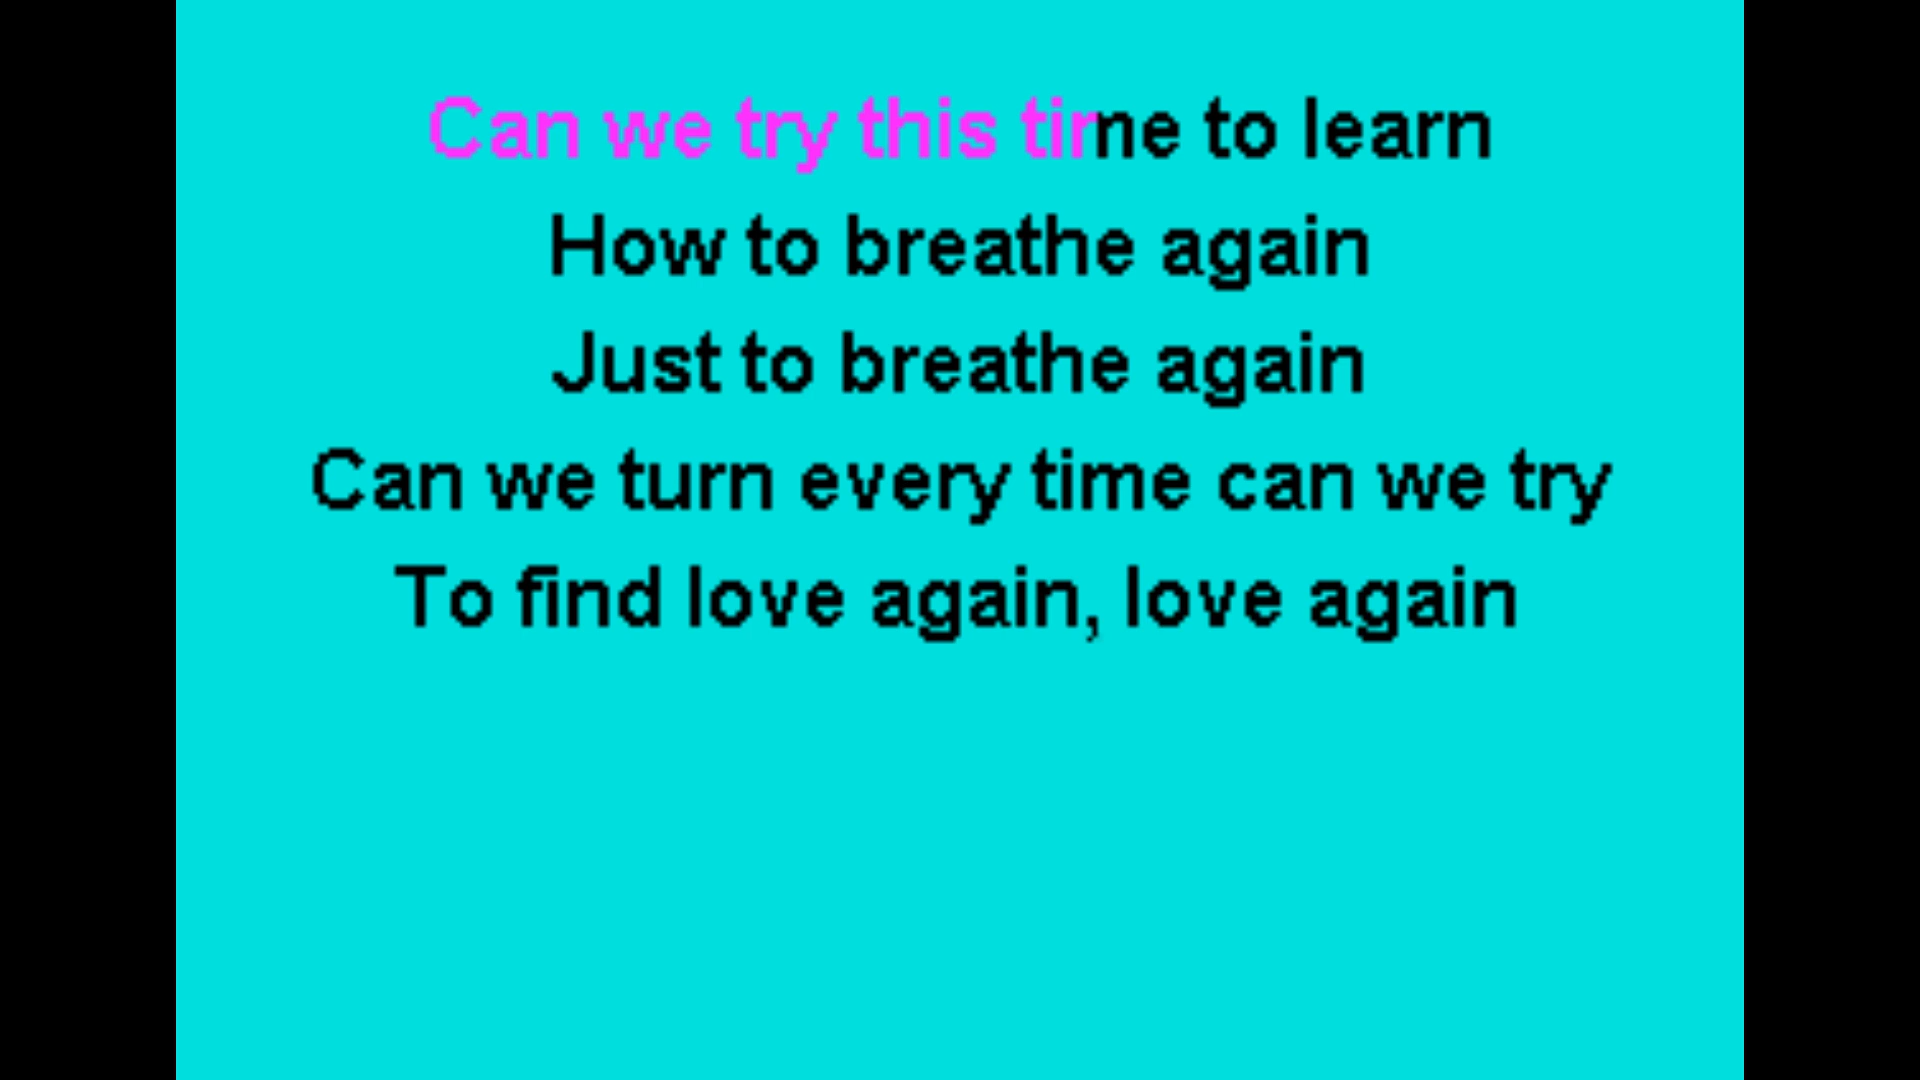 Can we try this time to learn
How to breathe again
Just to breathe again
Can we turn every time can we try
To find love again, love again